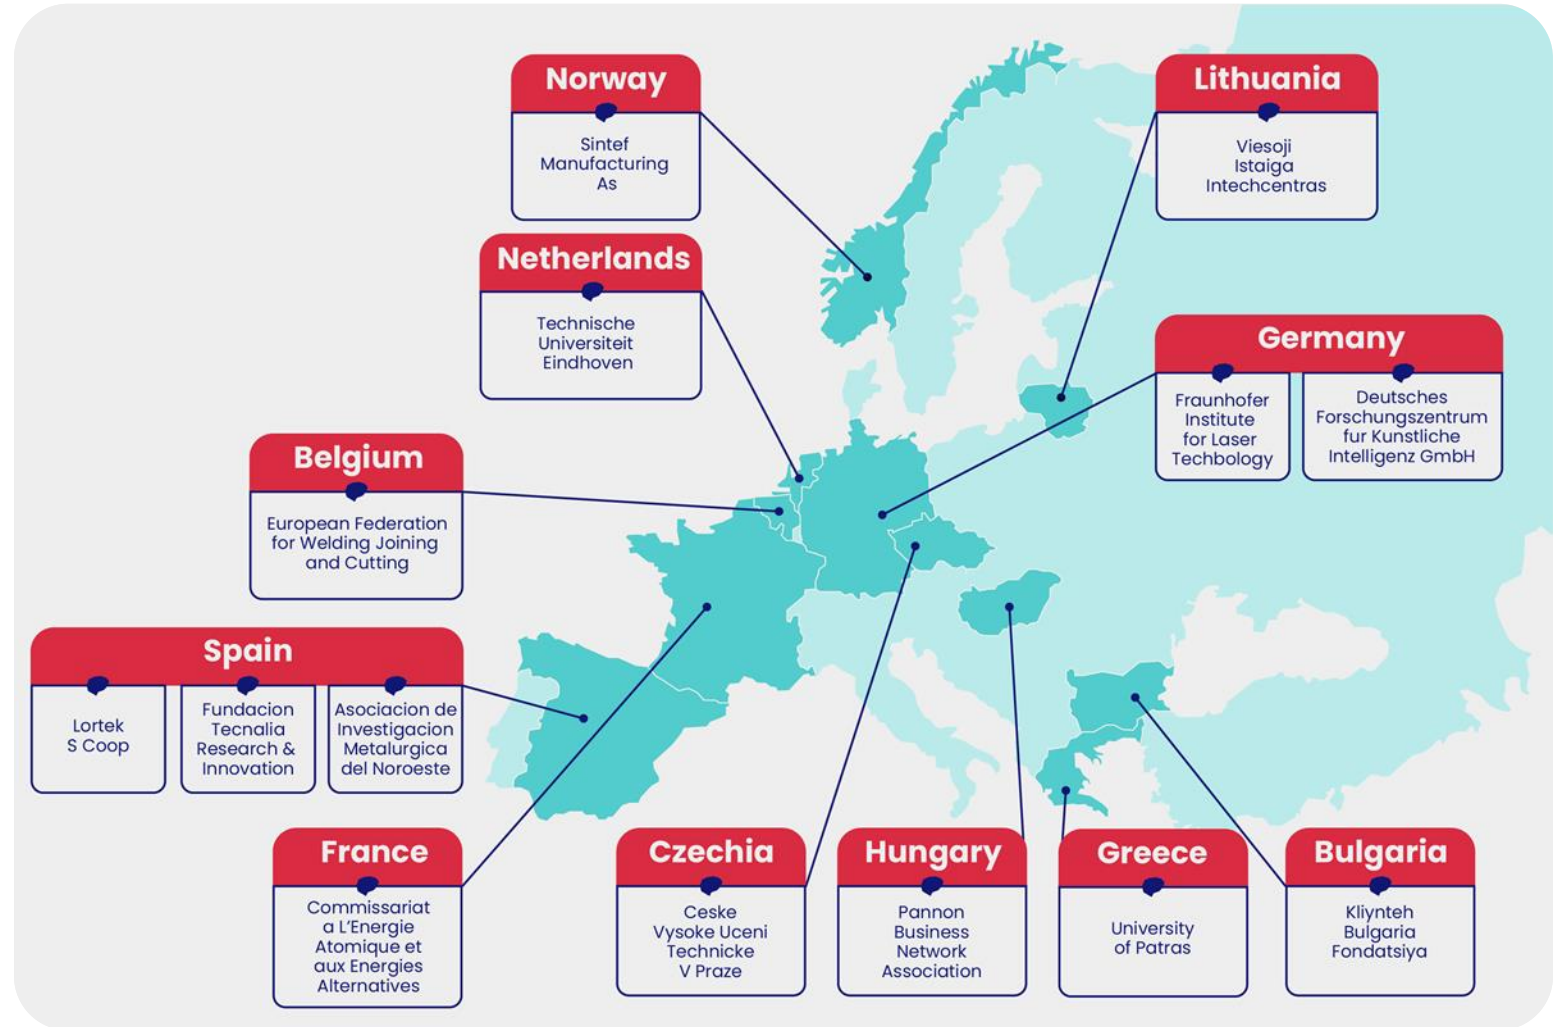 Norway
Sintef
Manufacturing
As
Lithuania
Viesoji
Istaiga
Intechcentras
Netherlands
Technische
Universiteit
Eindhoven
Germany
Fraunhofer
Institute
for Laser
Techbology
Deutsches
Forschungszentrum
fur Kunstliche
Intelligenz GmbH
Belgium
European Federation
for Welding Joining
and Cutting
Spain
Lortek
S Coop
Fundacion
Tecnalia
Research &
Innovation
Asociacion de
Investigacion
Metalurgica
del Noroeste
France
Commissariat
a L’Energie
Atomique et
aux Energies
Alternatives
Czechia
Ceske
Vysoke Uceni
Technicke
V Praze
Hungary
Pannon
Business
Network
Association
Greece
University
of Patras
Bulgaria
Kliynteh
Bulgaria
Fondatsiya